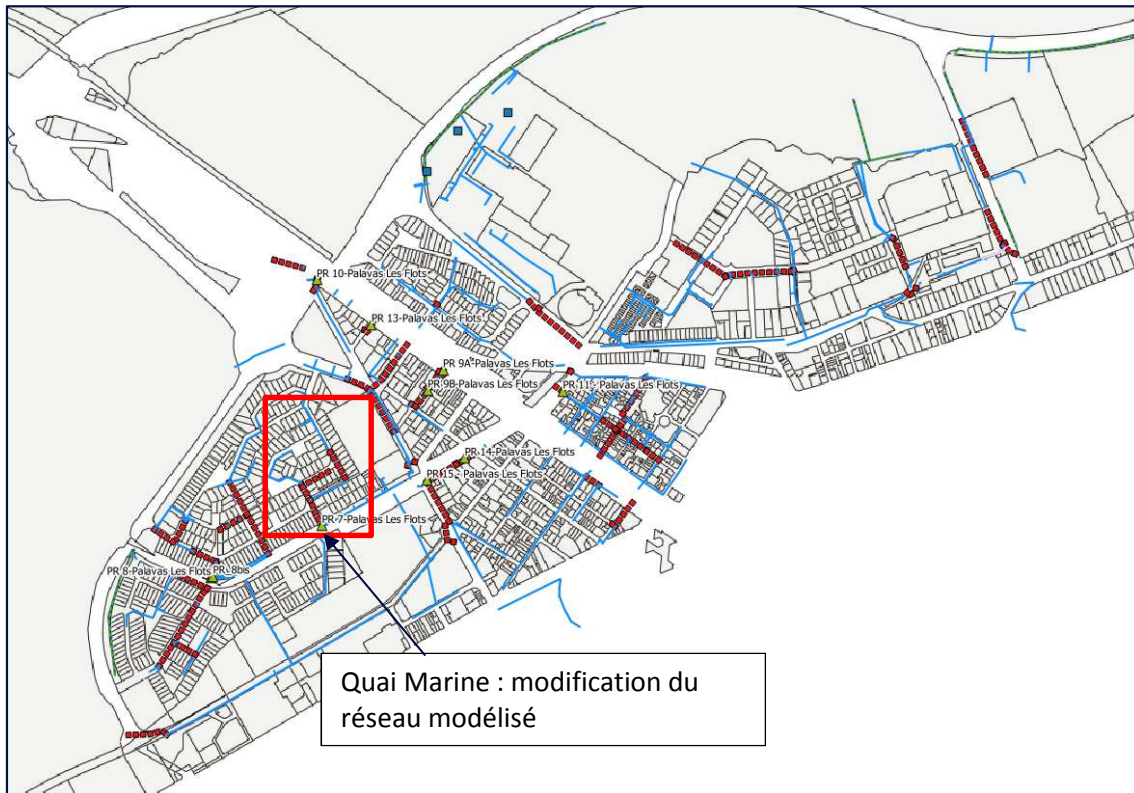 PR 10-Palavas Les Flots
PR 13-Palavas Les Flots
PR 9A-Palavas Les Flots
PR 9B-Palavas Les Flots
PR 11 - Palavas Les Flots
PR 14-Palavas Les Flots
PR 15 - Palavas Les Flots
PR 7-Palavas Les Flots
PR 8-Palavas Les Flots
PR 8bis
Quai Marine : modification du
réseau modélisé